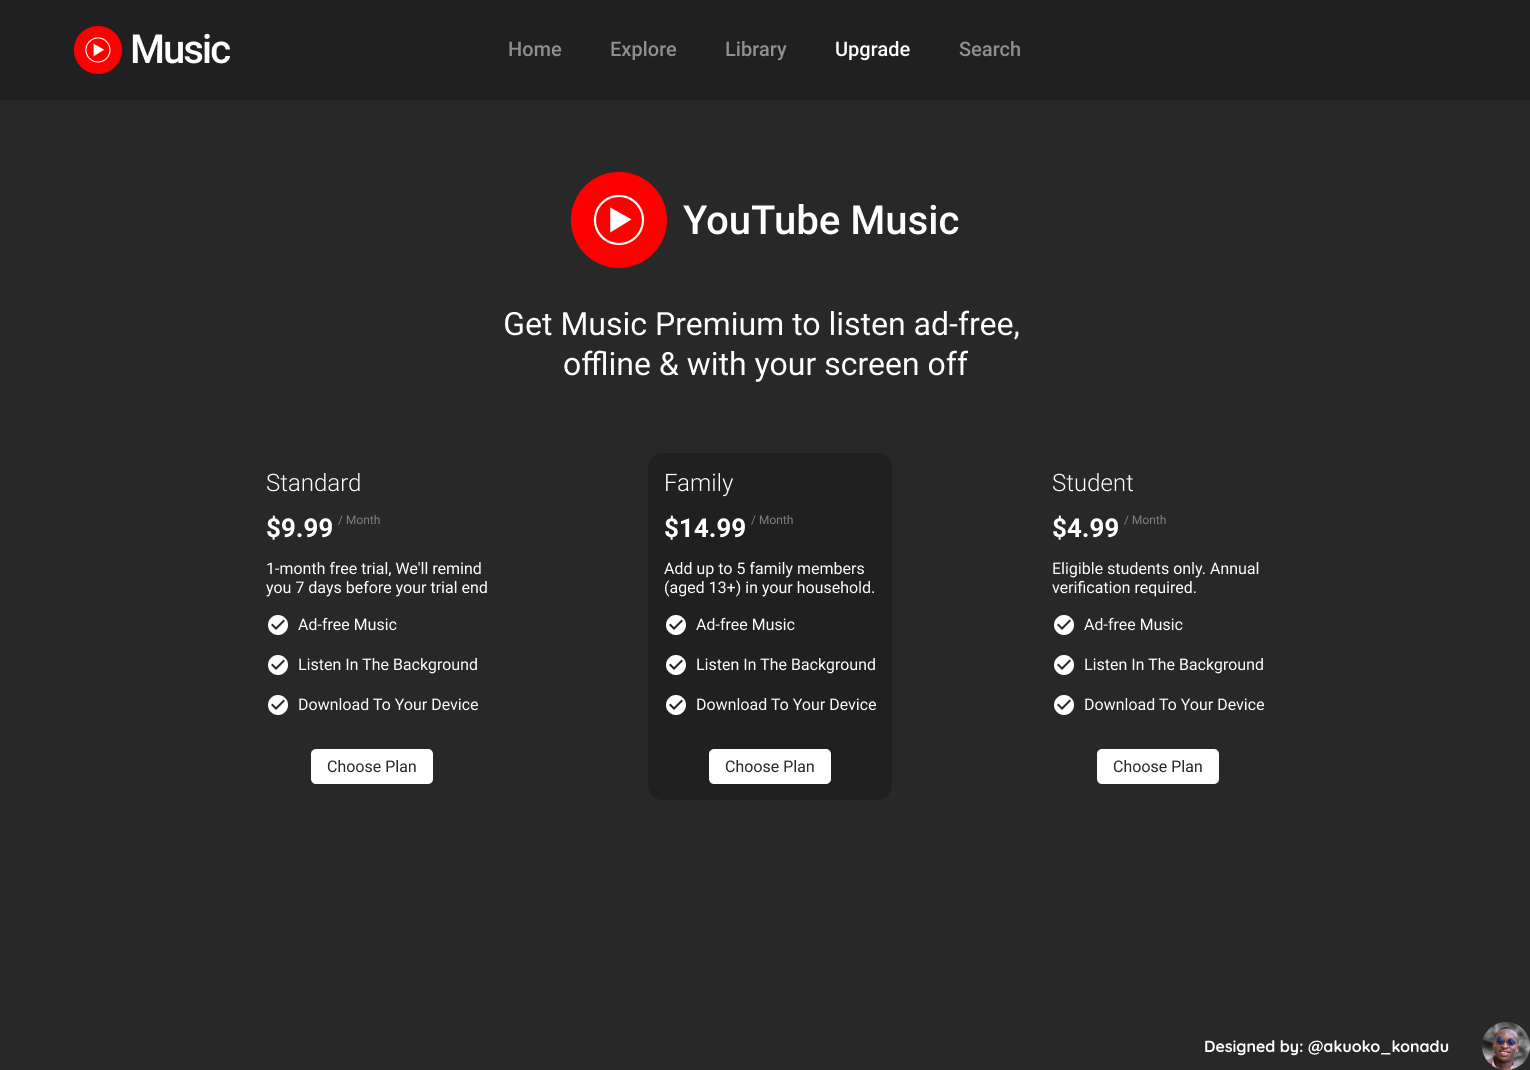 Music
Home Explore Library Upgrade Search
YouTube Music
Get Music Premium to listen ad-free,
offline & with your screen off
Standard
$9.99 / Month
1-month free trial, We'll remind
you 7 days before your trial end
Ad-free Music
Listen In The Background
Download To Your Device
Choose Plan
Family
$14.99 / Month
Add up to 5 family members
(aged 13+) in your household.
Ad-free Music
Listen In The Background
Download To Your Device
Choose Plan
Student
$4.99 / Month
Eligible students only. Annual
verification required.
Ad-free Music
Listen In The Background
Download To Your Device
Choose Plan
Designed by: @akuoko_konadu